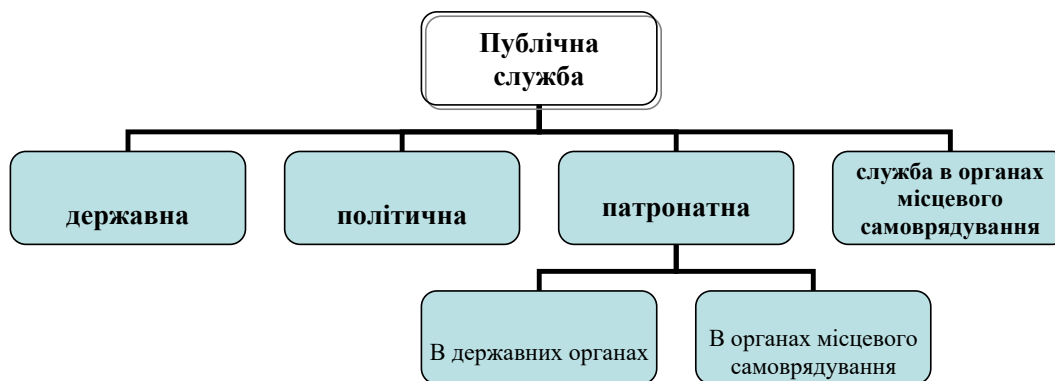 Публічна
служба
державна
політична
патронатна
служба в органах
місцевого
самоврядування
В державних органах
В органах місцевого
самоврядування